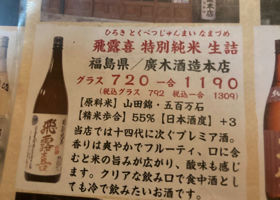 本店
ひろき とくべつじゅんまい なまづめ
飛露喜 特別純米 生詰
福島県／廣木酒造本店
グラス 720 一合 1190
(税込グラス 792 税込一合 1309)
【原料米】山田錦・五百万石
【精米歩合】55%【日本酒度】+3
当店では十四代に次ぐプレミア酒。
香りは爽やかでフルーティ、口に含
むと米の旨みが広がり、酸味も感じ
ます。クリアな飲み口で食中酒とし
ても冷で飲みたいお酒です。
飛露喜